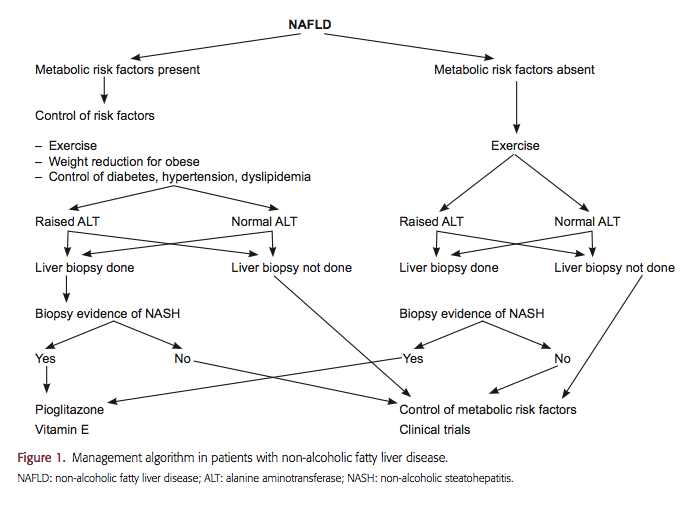 NAFLD
Metabolic risk factors present
Metabolic risk factors absent
Control of risk factors
– Exercise
– Weight reduction for obese
– Control of diabetes, hypertension, dyslipidemia
Exercise
Raised ALT
Normal ALT
Raised ALT
Normal ALT
Liver biopsy done
Liver biopsy not done
Liver biopsy done
Liver biopsy not done
Biopsy evidence of NASH
Biopsy evidence of NASH
Yes
No
Yes
No
Pioglitazone
Vitamin E
Control of metabolic risk factors
Clinical trials
Figure 1. Management algorithm in patients with non-alcoholic fatty liver disease.
NAFLD: non-alcoholic fatty liver disease; ALT: alanine aminotransferase; NASH: non-alcoholic steatohepatitis.